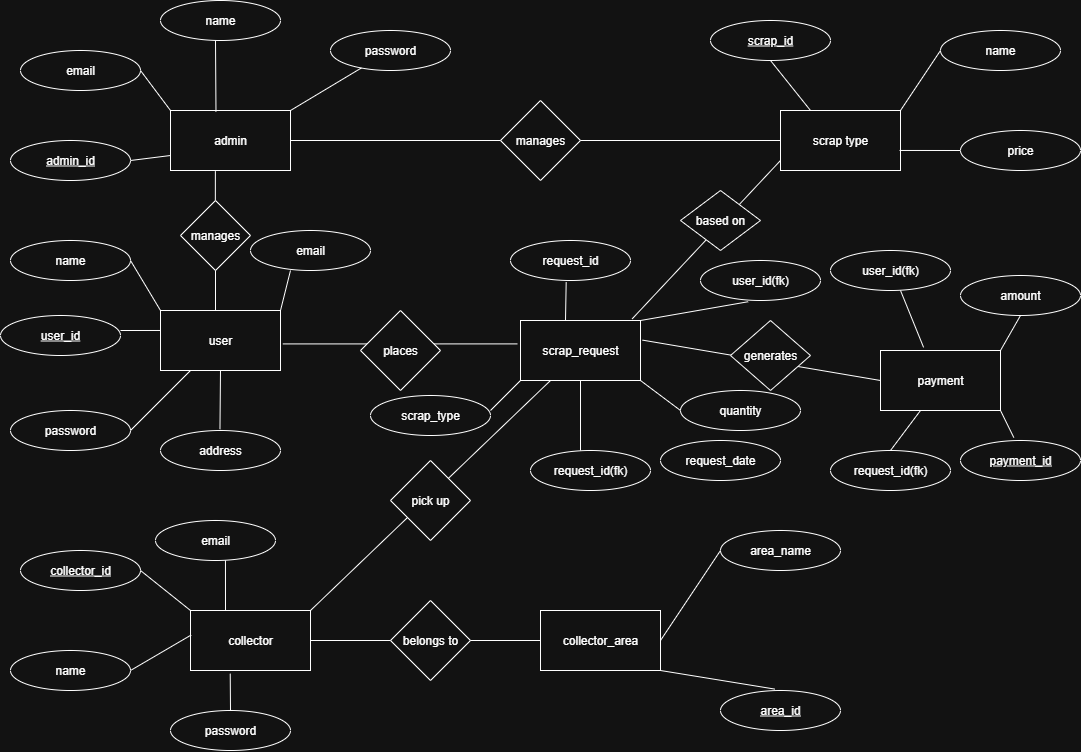 name
password
scrap_id
name
email
admin
manages
scrap type
price
admin_id
manages
based on
name
email
request_id
user_id(fk)
user_id(fk)
amount
user_id
user
places
scrap_request
generates
payment
scrap_type
quantity
password
address
request_id(fk)
request_date
request_id(fk)
payment_id
pick up
email
area_name
collector_id
collector
belongs to
collector_area
name
password
area_id